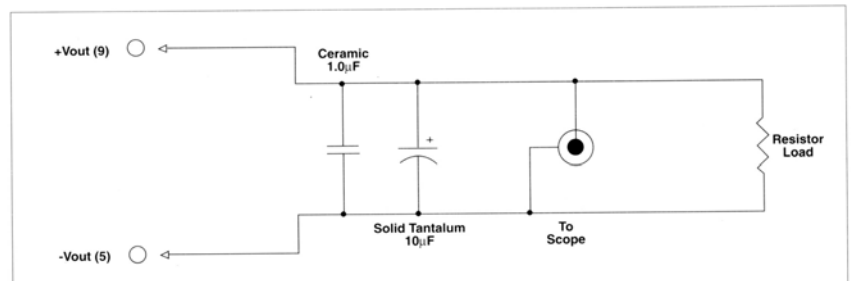 +Vout (9)
Ceramic
1.0µF
+
Resistor
Load
Solid Tantalum
10µF
To
Scope
-Vout (5)